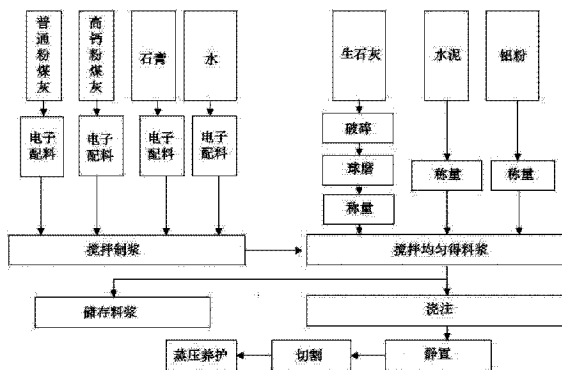 普通粉煤灰
高钙粉煤灰
石膏
水
生石灰
水泥
铝粉
破碎
电子配料
电子配料
电子配料
电子配料
球磨
称量
称量
称量
搅拌制浆
搅拌均匀得料浆
储存料浆
浇注
蒸压养护
切割
静置